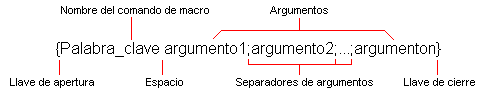 Nombre del comando de macro Argumentos
{Palabra_clave argumento1;argumento2;...;argumenton}
Llave de apertura Espacio Separadores de argumentos Llave de cierre